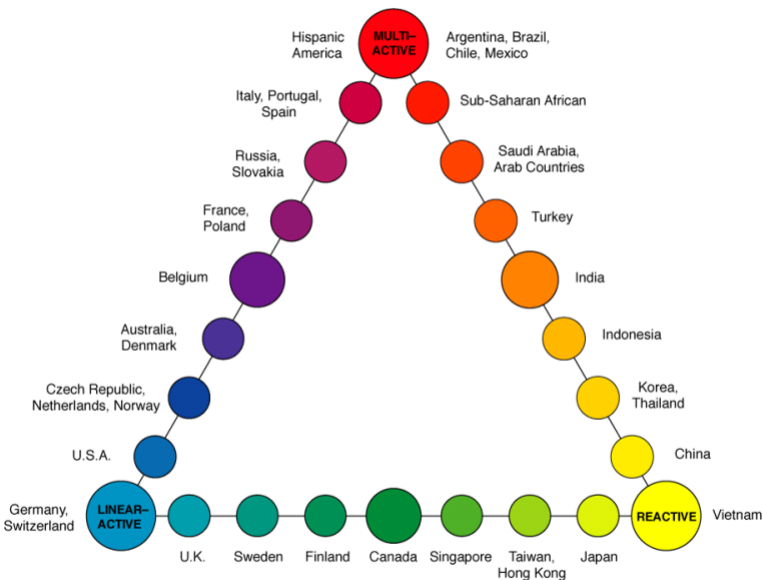 Hispanic
America
MULTI–
ACTIVE
Argentina, Brazil,
Chile, Mexico
Italy, Portugal,
Spain
Sub-Saharan African
Russia,
Slovakia
Saudi Arabia,
Arab Countries
France,
Poland
Turkey
Belgium
India
Australia,
Denmark
Indonesia
Czech Republic,
Netherlands, Norway
Korea,
Thailand
U.S.A.
China
Germany,
Switzerland
LINEAR–
ACTIVE
REACTIVE
Vietnam
U.K.
Sweden
Finland
Canada
Singapore
Taiwan,
Hong Kong
Japan